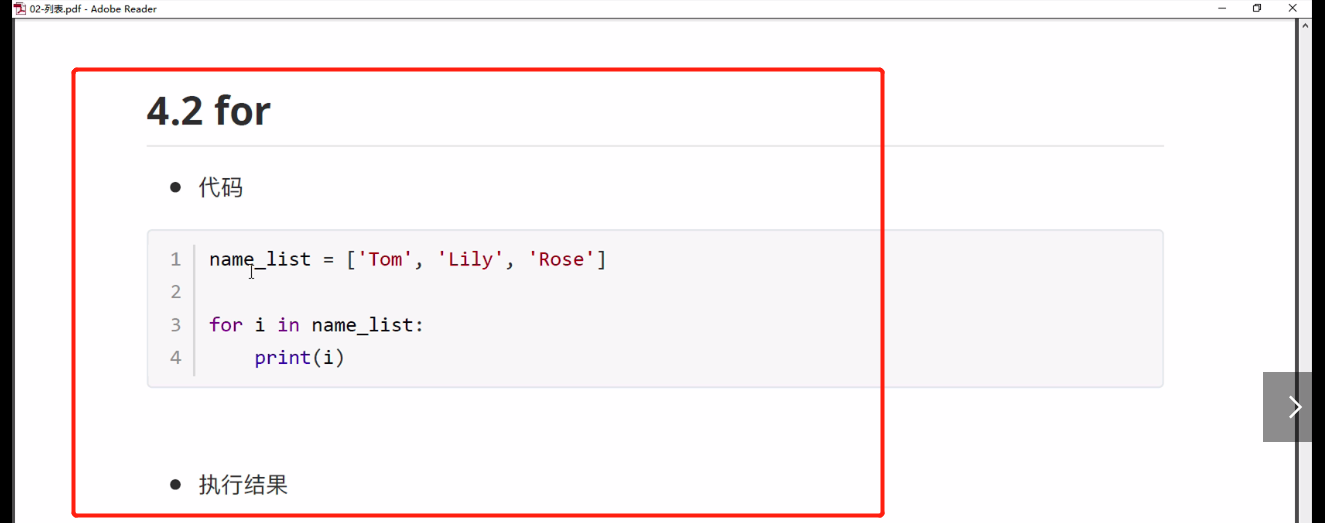 02-列表.pdf - Adobe Reader
4.2 for
代码
1 name_list = ['Tom', 'Lily', 'Rose']
2
3 for i in name_list:
4     print(i)
执行结果